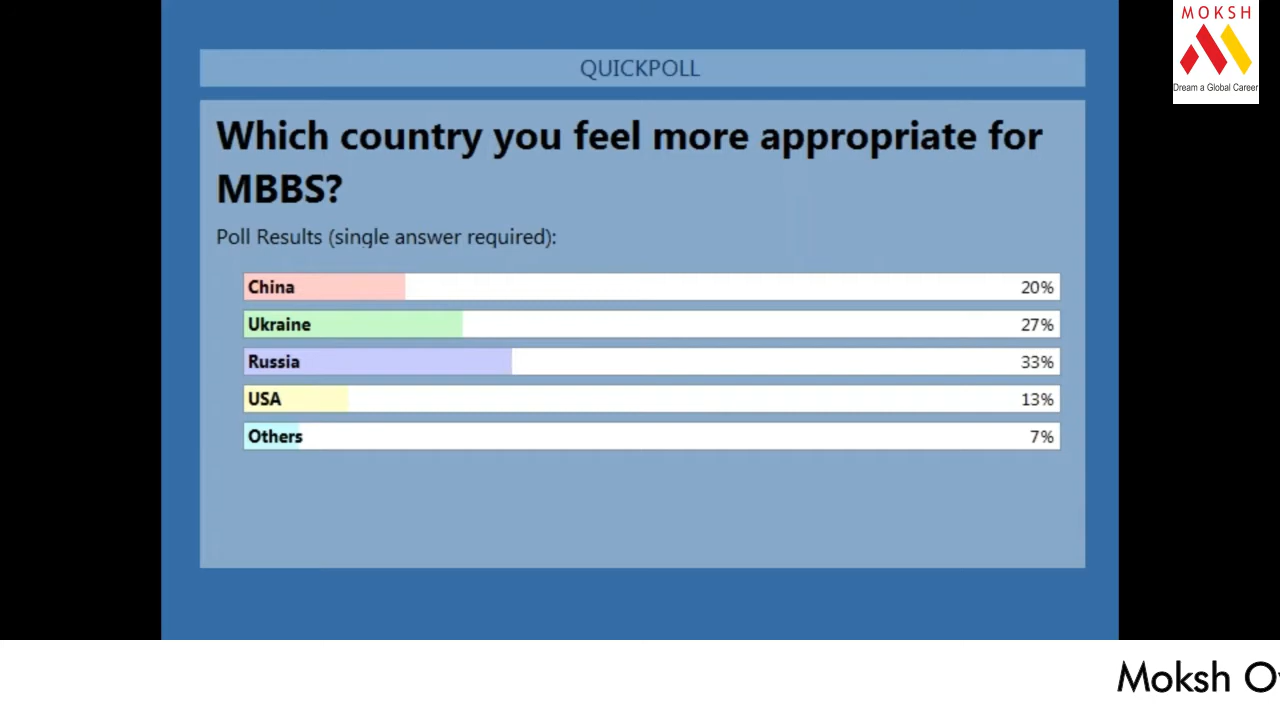 MOKSH
Dream a Global Career
QUICKPOLL
Which country you feel more appropriate for
MBBS?
Poll Results (single answer required):
China 20%
Ukraine 27%
Russia 33%
USA 13%
Others 7%
Moksh